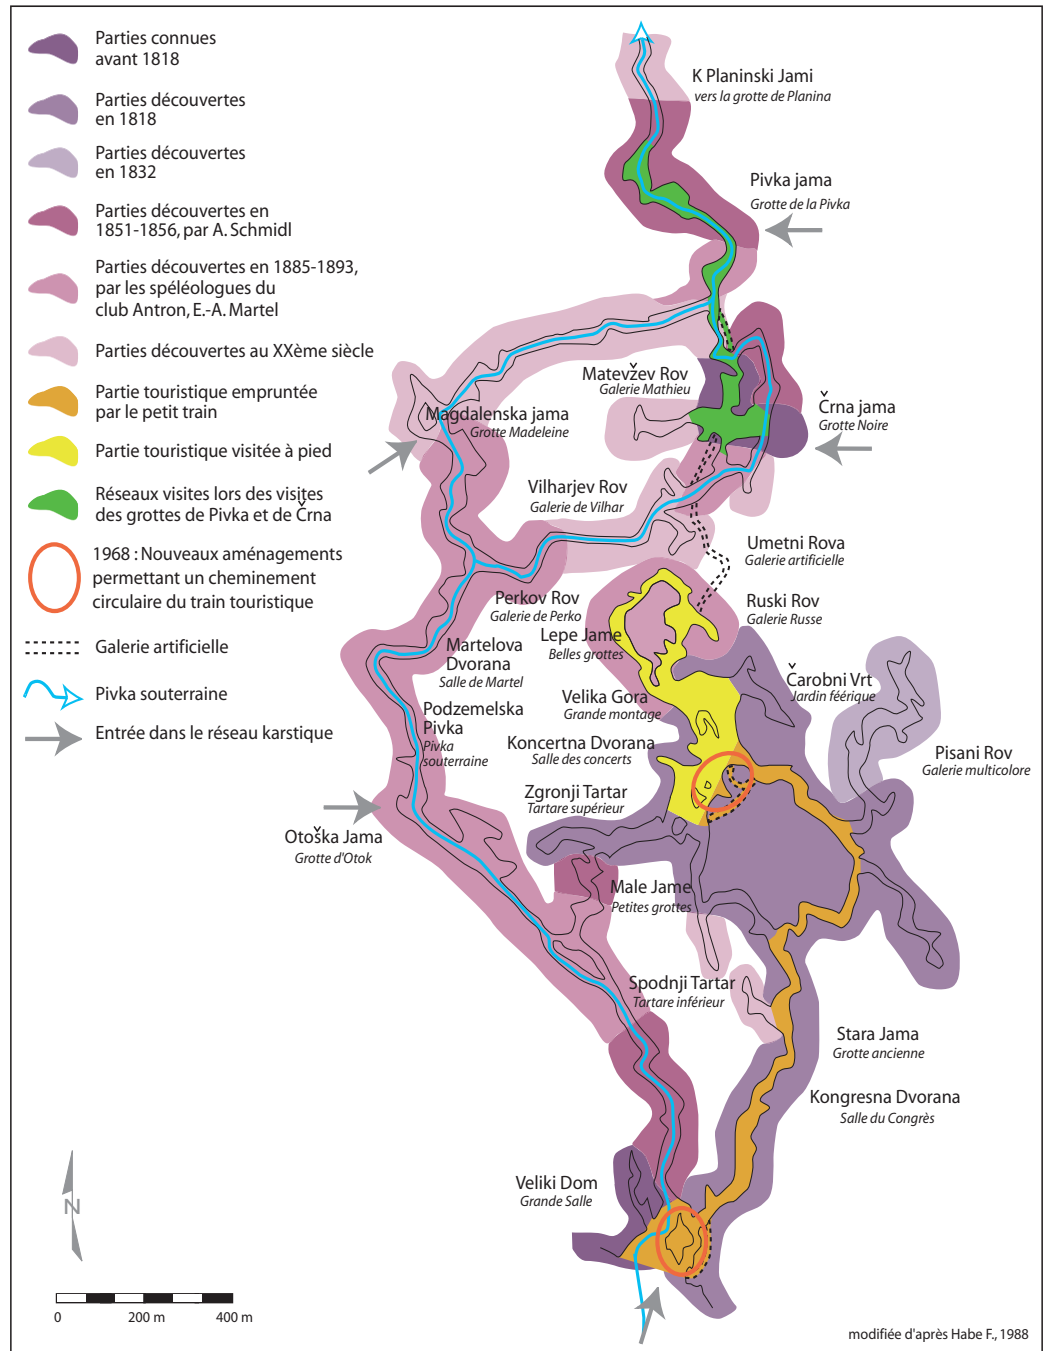 Parties connues
avant 1818
Parties découvertes
en 1818
Parties découvertes
en 1832
Parties découvertes en
1851-1856, par A. Schmidl
Parties découvertes en 1885-1893,
par les spéléologues du
club Antron, E.-A. Martel
Parties découvertes au XXème siècle
Partie touristique empruntée
par le petit train
Partie touristique visitée à pied
Réseaux visites lors des visites
des grottes de Pivka et de Črna
1968 : Nouveaux aménagements
permettant un cheminement
circulaire du train touristique
Galerie artificielle
Pivka souterraine
Entrée dans le réseau karstique
K Planinski Jami
vers la grotte de Planina
Pivka jama
Grotte de la Pivka
Matevžev Rov
Galerie Mathieu
Črna jama
Grotte Noire
Magdalenska jama
Grotte Madeleine
Vilharjev Rov
Galerie de Vilhar
Umetni Rova
Galerie artificielle
Perkov Rov
Galerie de Perko
Ruski Rov
Galerie Russe
Lepe Jame
Belles grottes
Martelova
Dvorana
Salle de Martel
Čarobni Vrt
Jardin féérique
Velika Gora
Grande montage
Podzemelska
Pivka
Pivka
souterraine
Koncertna Dvorana
Salle des concerts
Pisani Rov
Galerie multicolore
Zgronji Tartar
Tartare supérieur
Otoška Jama
Grotte d'Otok
Male Jame
Petites grottes
Spodnji Tartar
Tartare inférieur
Stara Jama
Grotte ancienne
Kongresna Dvorana
Salle du Congrès
Veliki Dom
Grande Salle
N
0 200 m 400 m
modifiée d'après Habe F., 1988